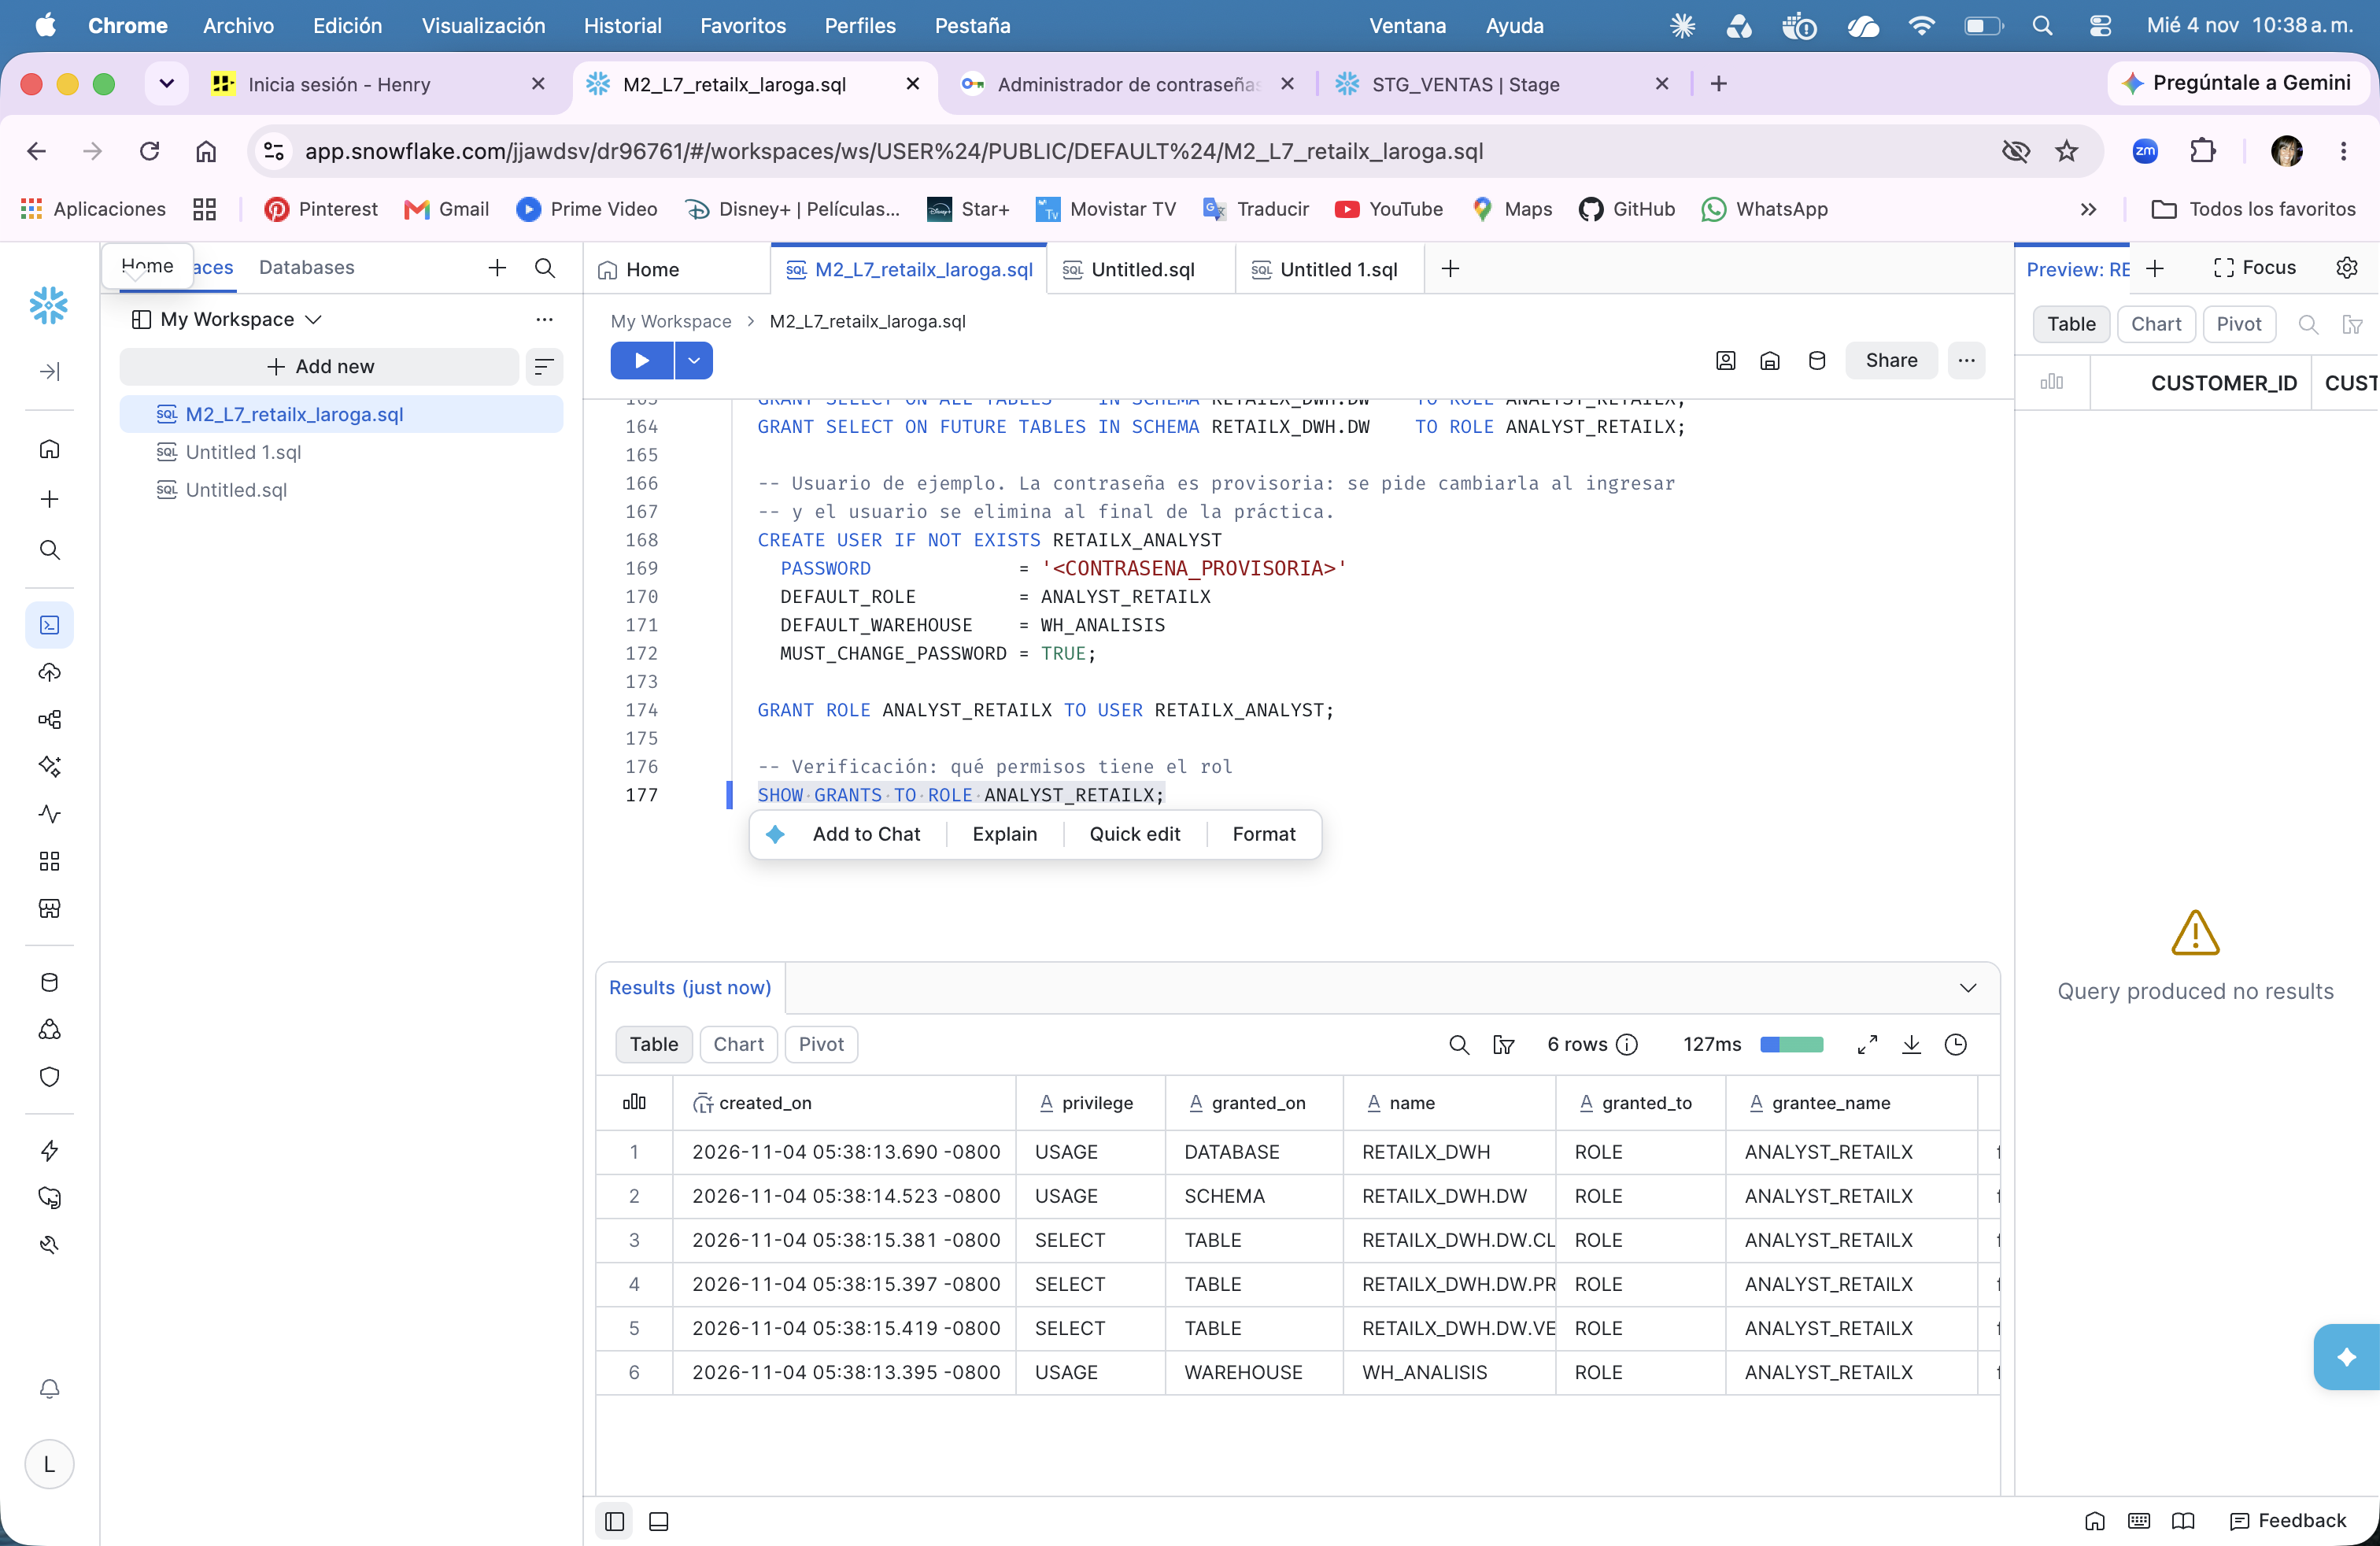 Chrome Archivo Edición Visualización Historial Favoritos Perfiles Pestaña Ventana Ayuda Mié 4 nov 10:38 a. m.
Inicia sesión - Henry M2_L7_retailx_laroga.sql Administrador de contraseñas STG_VENTAS | Stage Pregúntale a Gemini
app.snowflake.com/jjawdsv/dr96761/#/workspaces/ws/USER%24/PUBLIC/DEFAULT%24/M2_L7_retailx_laroga.sql zm
Aplicaciones Pinterest Gmail Prime Video Disney+ | Películas... Star+ Movistar TV Traducir YouTube Maps GitHub WhatsApp » Todos los favoritos
Home aces Databases
My Workspace
Add new
M2_L7_retailx_laroga.sql
Untitled 1.sql
Untitled.sql
L
Home M2_L7_retailx_laroga.sql Untitled.sql Untitled 1.sql
My Workspace > M2_L7_retailx_laroga.sql
Share
163 GRANT SELECT ON ALL TABLES IN SCHEMA RETAILX_DWH.DW TO ROLE ANALYST_RETAILX;
164 GRANT SELECT ON FUTURE TABLES IN SCHEMA RETAILX_DWH.DW TO ROLE ANALYST_RETAILX;
165
166 -- Usuario de ejemplo. La contraseña es provisoria: se pide cambiarla al ingresar
167 -- y el usuario se elimina al final de la práctica.
168 CREATE USER IF NOT EXISTS RETAILX_ANALYST
169 PASSWORD = '<CONTRASENA_PROVISORIA>'
170 DEFAULT_ROLE = ANALYST_RETAILX
171 DEFAULT_WAREHOUSE = WH_ANALISIS
172 MUST_CHANGE_PASSWORD = TRUE;
173
174 GRANT ROLE ANALYST_RETAILX TO USER RETAILX_ANALYST;
175
176 -- Verificación: qué permisos tiene el rol
177 SHOW GRANTS TO ROLE ANALYST_RETAILX;
Add to Chat Explain Quick edit Format
Results (just now)
Table Chart Pivot 6 rows 127ms
created_on privilege granted_on name granted_to grantee_name
1 2026-11-04 05:38:13.690 -0800 USAGE DATABASE RETAILX_DWH ROLE ANALYST_RETAILX
2 2026-11-04 05:38:14.523 -0800 USAGE SCHEMA RETAILX_DWH.DW ROLE ANALYST_RETAILX
3 2026-11-04 05:38:15.381 -0800 SELECT TABLE RETAILX_DWH.DW.CL ROLE ANALYST_RETAILX
4 2026-11-04 05:38:15.397 -0800 SELECT TABLE RETAILX_DWH.DW.PR ROLE ANALYST_RETAILX
5 2026-11-04 05:38:15.419 -0800 SELECT TABLE RETAILX_DWH.DW.VE ROLE ANALYST_RETAILX
6 2026-11-04 05:38:13.395 -0800 USAGE WAREHOUSE WH_ANALISIS ROLE ANALYST_RETAILX
Preview: RE Focus
Table Chart Pivot
CUSTOMER_ID CUST
Query produced no results
Feedback